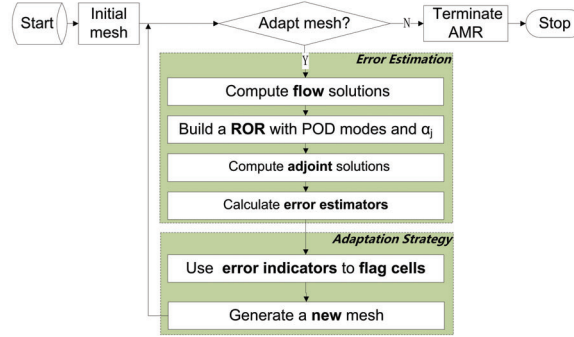 Start
Initial
mesh
Adapt mesh?
N
Terminate
AMR
Stop
Y
Error Estimation
Compute flow solutions
Build a ROR with POD modes and αj
Compute adjoint solutions
Calculate error estimators
Adaptation Strategy
Use error indicators to flag cells
Generate a new mesh